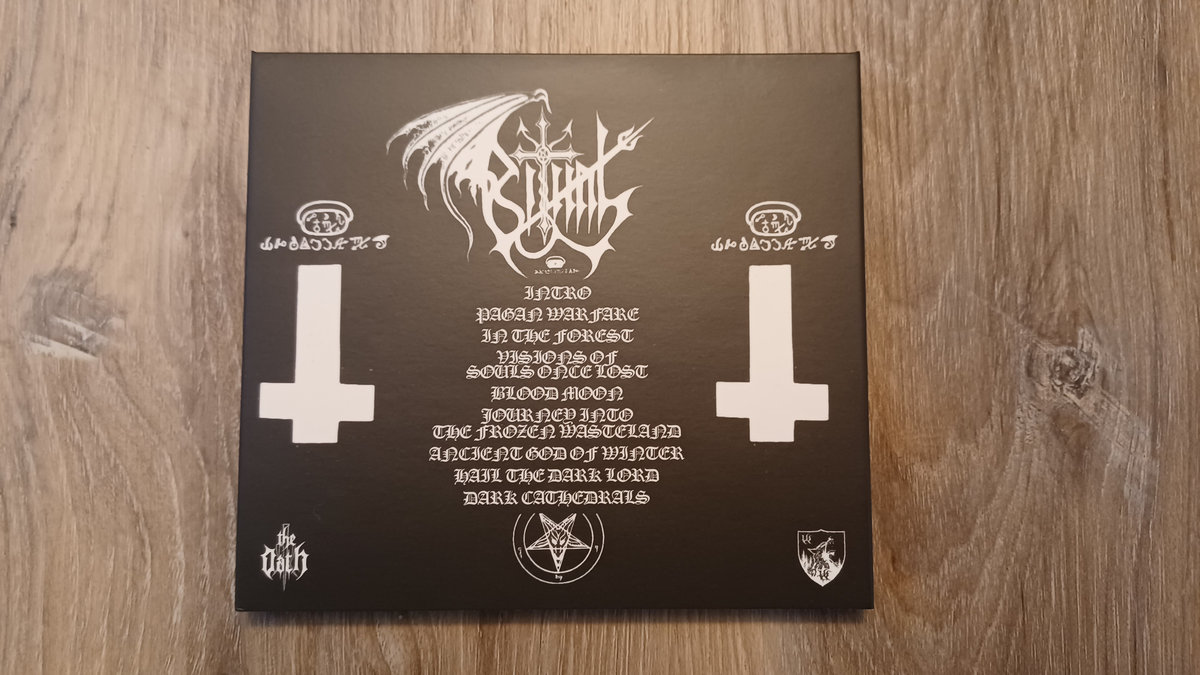 Ritual
INTRO
PAGAN WARFARE
IN THE FOREST
VISIONS OF
SOULS ONCE LOST
BLOOD MOON
JOURNEY INTO
THE FROZEN WASTELAND
ANCIENT GOD OF WINTER
HAIL THE DARK LORD
DARK CATHEDRALS
the
Oath